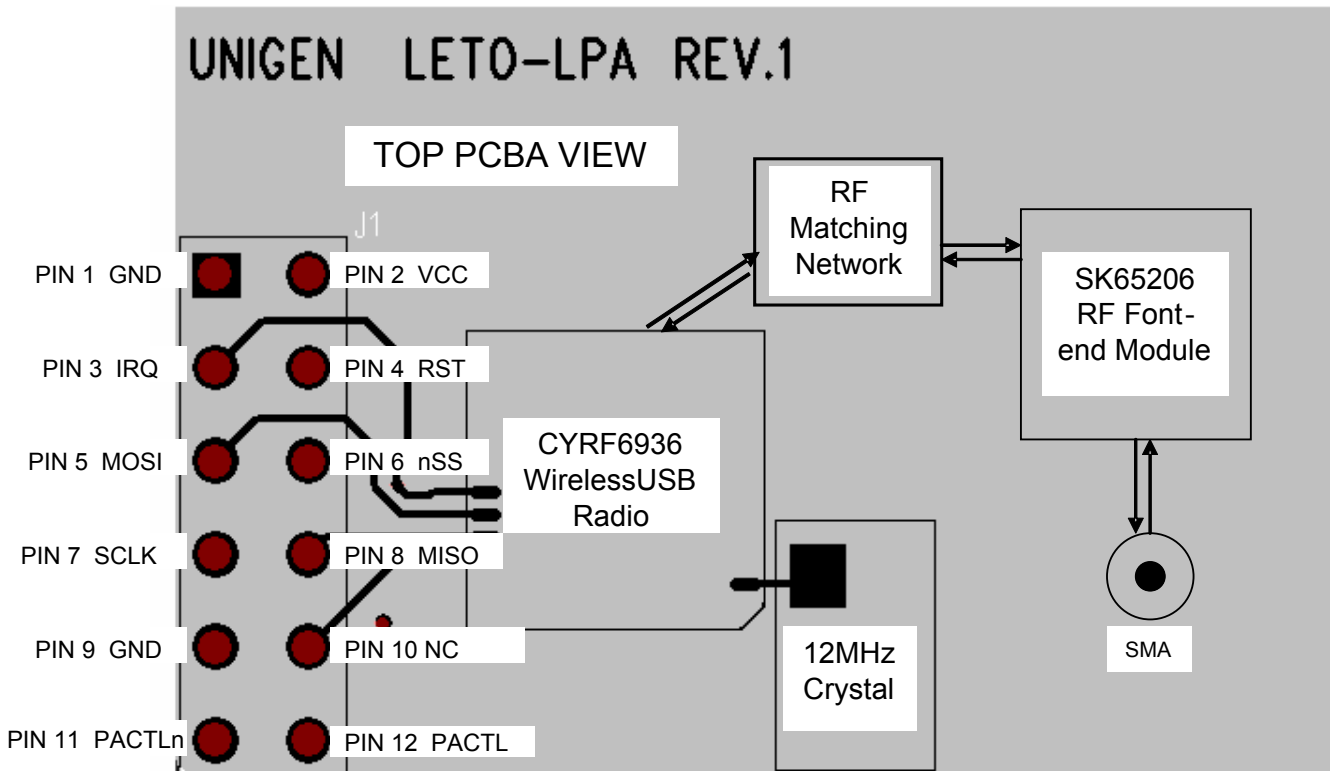 UNIGEN LETO-LPA REV.1
TOP PCBA VIEW
J1
PIN 1 GND
PIN 2 VCC
PIN 3 IRQ
PIN 4 RST
PIN 5 MOSI
PIN 6 nSS
PIN 7 SCLK
PIN 8 MISO
PIN 9 GND
PIN 10 NC
PIN 11 PACTLn
PIN 12 PACTL
CYRF6936
WirelessUSB
Radio
RF
Matching
Network
SK65206
RF Font-
end Module
12MHz
Crystal
SMA